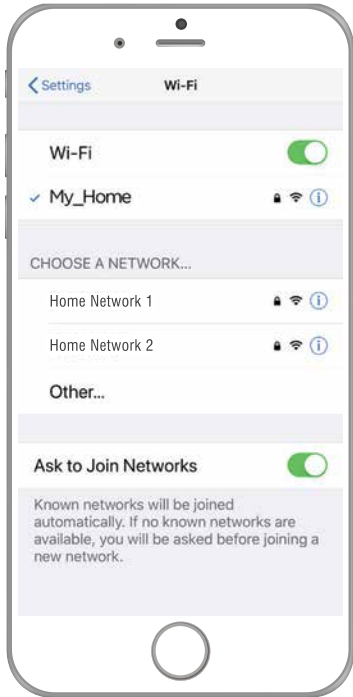 Settings
Wi-Fi
Wi-Fi
My_Home
CHOOSE A NETWORK...
Home Network 1
Home Network 2
Other...
Ask to Join Networks
Known networks will be joined
automatically. If no known networks are
available, you will be asked before joining a
new network.